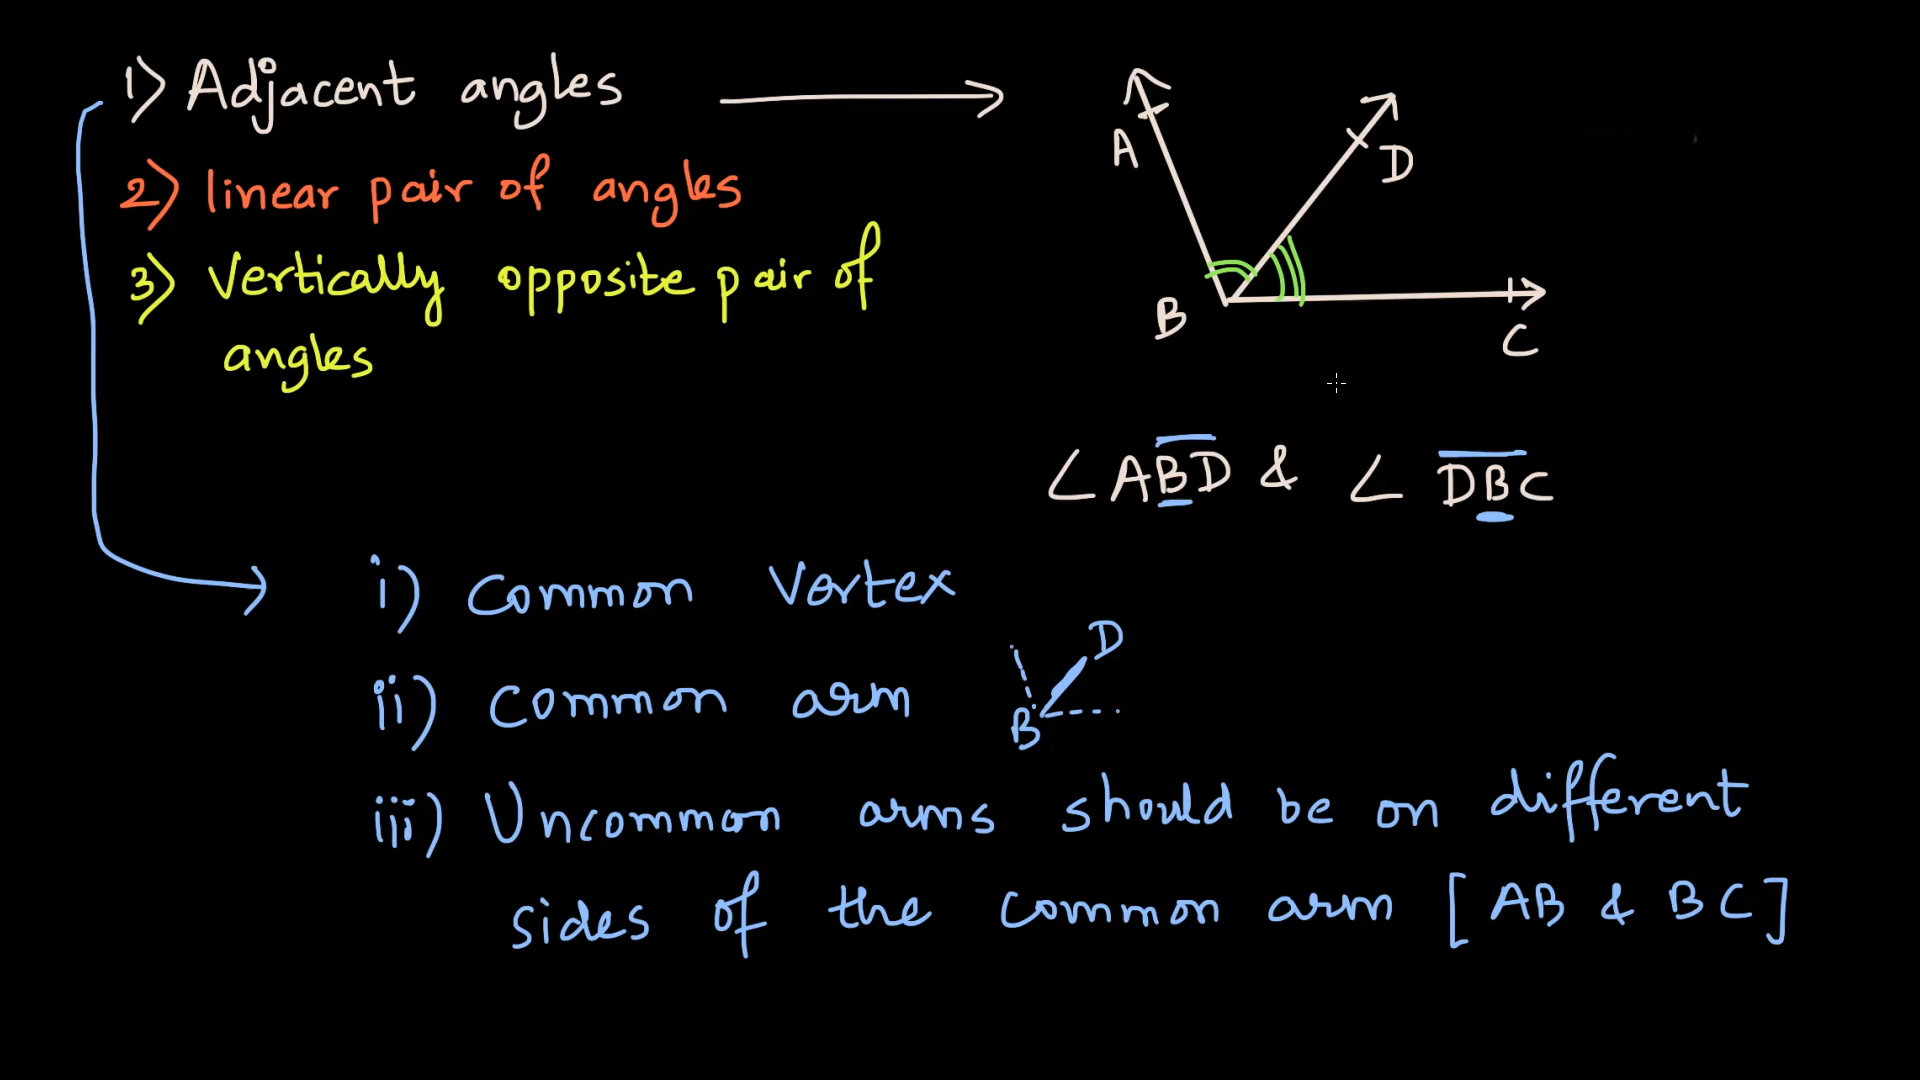 1) Adjacent angles
2) linear pair of angles
3) Vertically opposite pair of
angles
A
D
B
C
∠ABD & ∠DBC
i) Common Vertex
ii) Common arm
D
B
iii) Uncommon arms should be on different
sides of the common arm [AB & BC]